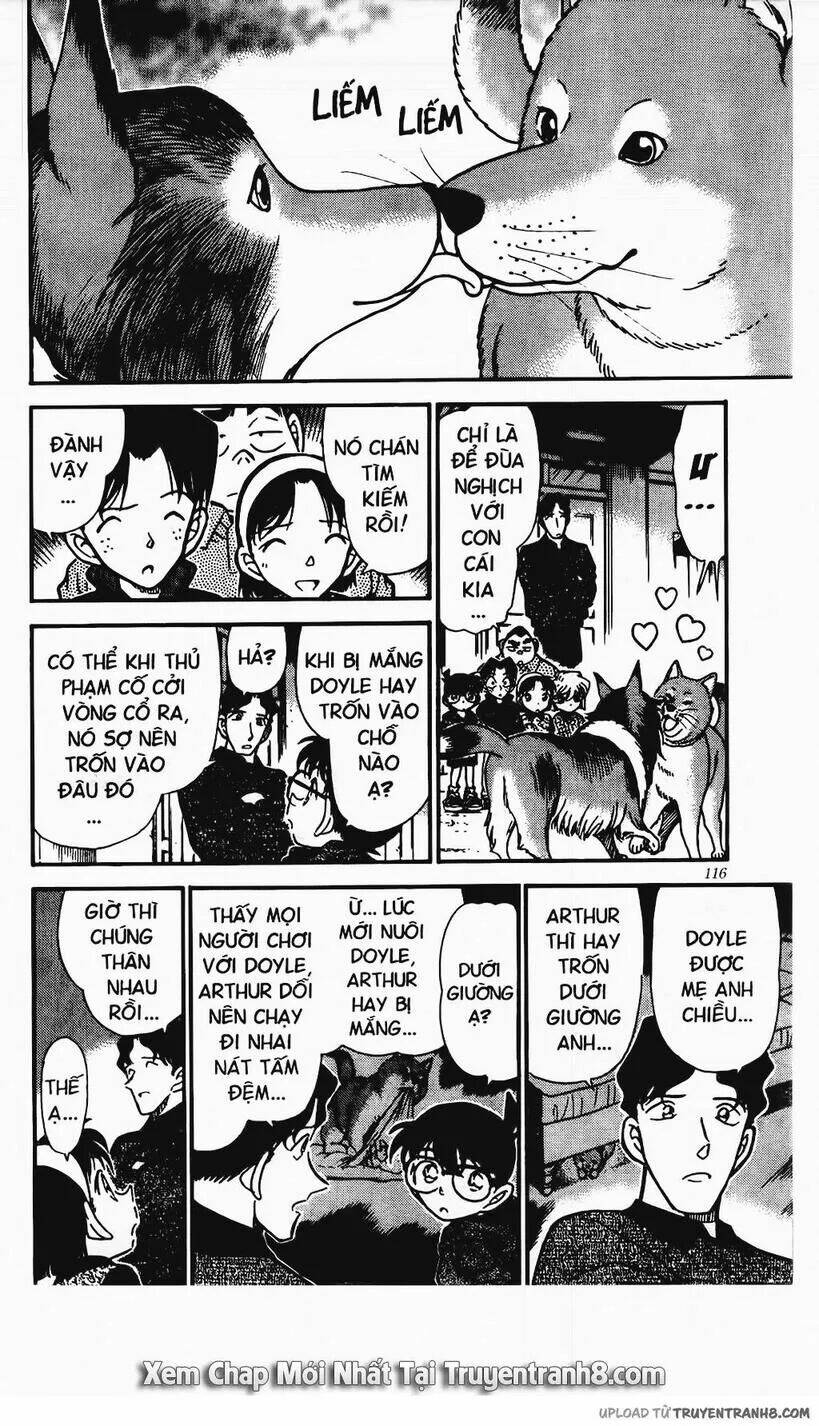 LIẾM
LIẾM
Ư
...
CHỈ LÀ
ĐỂ ĐÙA
NGHỊCH
VỚI
CON
CÁI
KIA
...
NÓ CHÁN
TÌM
KIẾM
RỒI!
ĐÀNH
VẬY
...
KHI BỊ MẮNG
DOYLE HAY
TRỐN VÀO
CHỖ
NÀO
Ạ?
HẢ?
CÓ THỂ KHI THỦ
PHẠM CỐ CỞI
VÒNG CỔ RA,
NÓ SỢ NÊN
TRỐN VÀO
ĐÂU ĐÓ
...
116
DOYLE
ĐƯỢC
MẸ ANH
CHIỀU...
ARTHUR
THÌ HAY
TRỐN
DƯỚI
GIƯỜNG
ANH...
DƯỚI
GIƯỜNG
Ạ?
Ừ... LÚC
MỚI NUÔI
DOYLE,
ARTHUR
HAY BỊ
MẮNG...
THẤY MỌI
NGƯỜI CHƠI
VỚI DOYLE,
ARTHUR DỖI
NÊN CHẠY
ĐI NHAI
NÁT TẤM
ĐỆM...
GIỜ THÌ
CHÚNG
THÂN
NHAU
RỒI...
THẾ
Ạ...
Xem Chap Mới Nhất Tại Truyentranh8.com
UPLOAD TỪ TRUYENTRANH8.COM